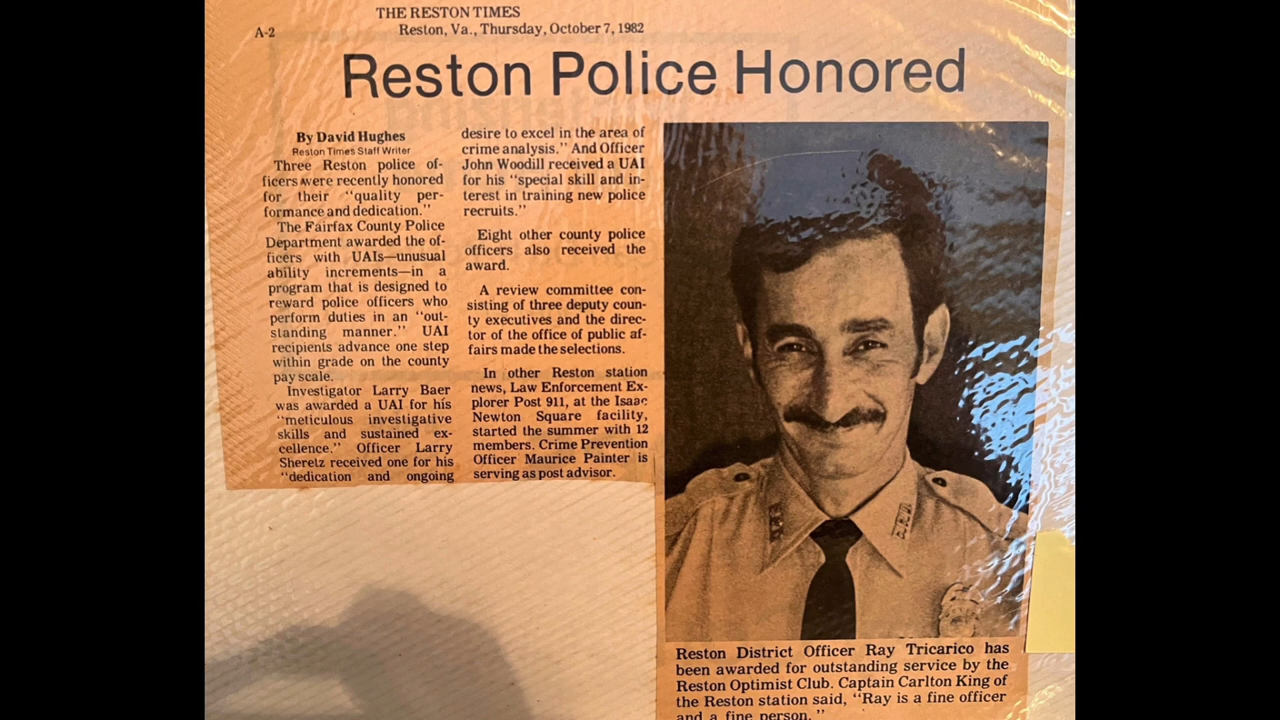 THE RESTON TIMES
A-2
Reston, Va., Thursday, October 7, 1982
Reston Police Honored
By David Hughes
Reston Times Staff Writer
Three Reston police of-
ficers were recently honored
for their "quality per-
formance and dedication."
The Fairfax County Police
Department awarded the of-
ficers with UAIs—unusual
ability increments—in a
program that is designed to
reward police officers who
perform duties in an "out-
standing manner." UAI
recipients advance one step
within grade on the county
pay scale.
Investigator Larry Baer
was awarded a UAI for his
"meticulous investigative
skills and sustained ex-
cellence." Officer Larry
Sheretz received one for his
"dedication and ongoing
desire to excel in the area of
crime analysis." And Officer
John Woodill received a UAI
for his "special skill and in-
terest in training new police
recruits."
Eight other county police
officers also received the
award.
A review committee con-
sisting of three deputy coun-
ty executives and the direc-
tor of the office of public af-
fairs made the selections.
In other Reston station
news, Law Enforcement Ex-
plorer Post 911, at the Isaac
Newton Square facility,
started the summer with 12
members. Crime Prevention
Officer Maurice Painter is
serving as post advisor.
Reston District Officer Ray Tricarico has
been awarded for outstanding service by the
Reston Optimist Club. Captain Carlton King of
the Reston station said, "Ray is a fine officer
and a fine person."